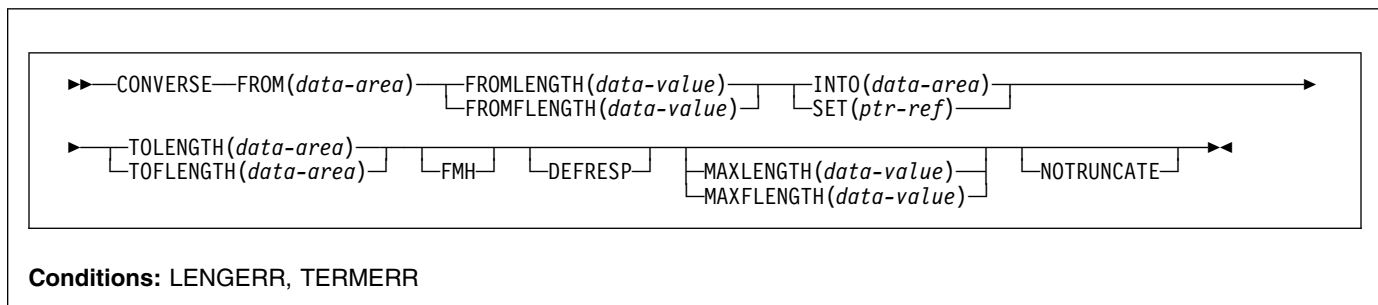 CONVERSE FROM(data-area) FROMLENGTH(data-value) INTO(data-area)
FROMFLENGTH(data-value) SET(ptr-ref)
TOLENGTH(data-area)
TOFLENGTH(data-area) FMH DEFRESP MAXLENGTH(data-value) NOTRUNCATE
MAXFLENGTH(data-value)
Conditions: LENGERR, TERMERR